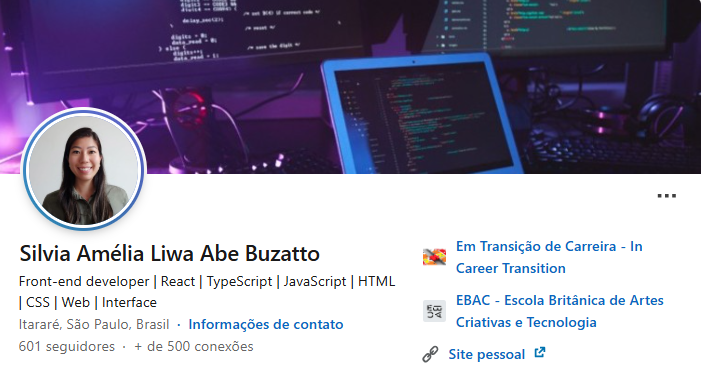 Silvia Amélia Liwa Abe Buzatto
Front-end developer | React | TypeScript | JavaScript | HTML
| CSS | Web | Interface
Itararé, São Paulo, Brasil · Informações de contato
601 seguidores · + de 500 conexões
Em Transição de Carreira - In
Career Transition
EBAC - Escola Britânica de Artes
Criativas e Tecnologia
Site pessoal